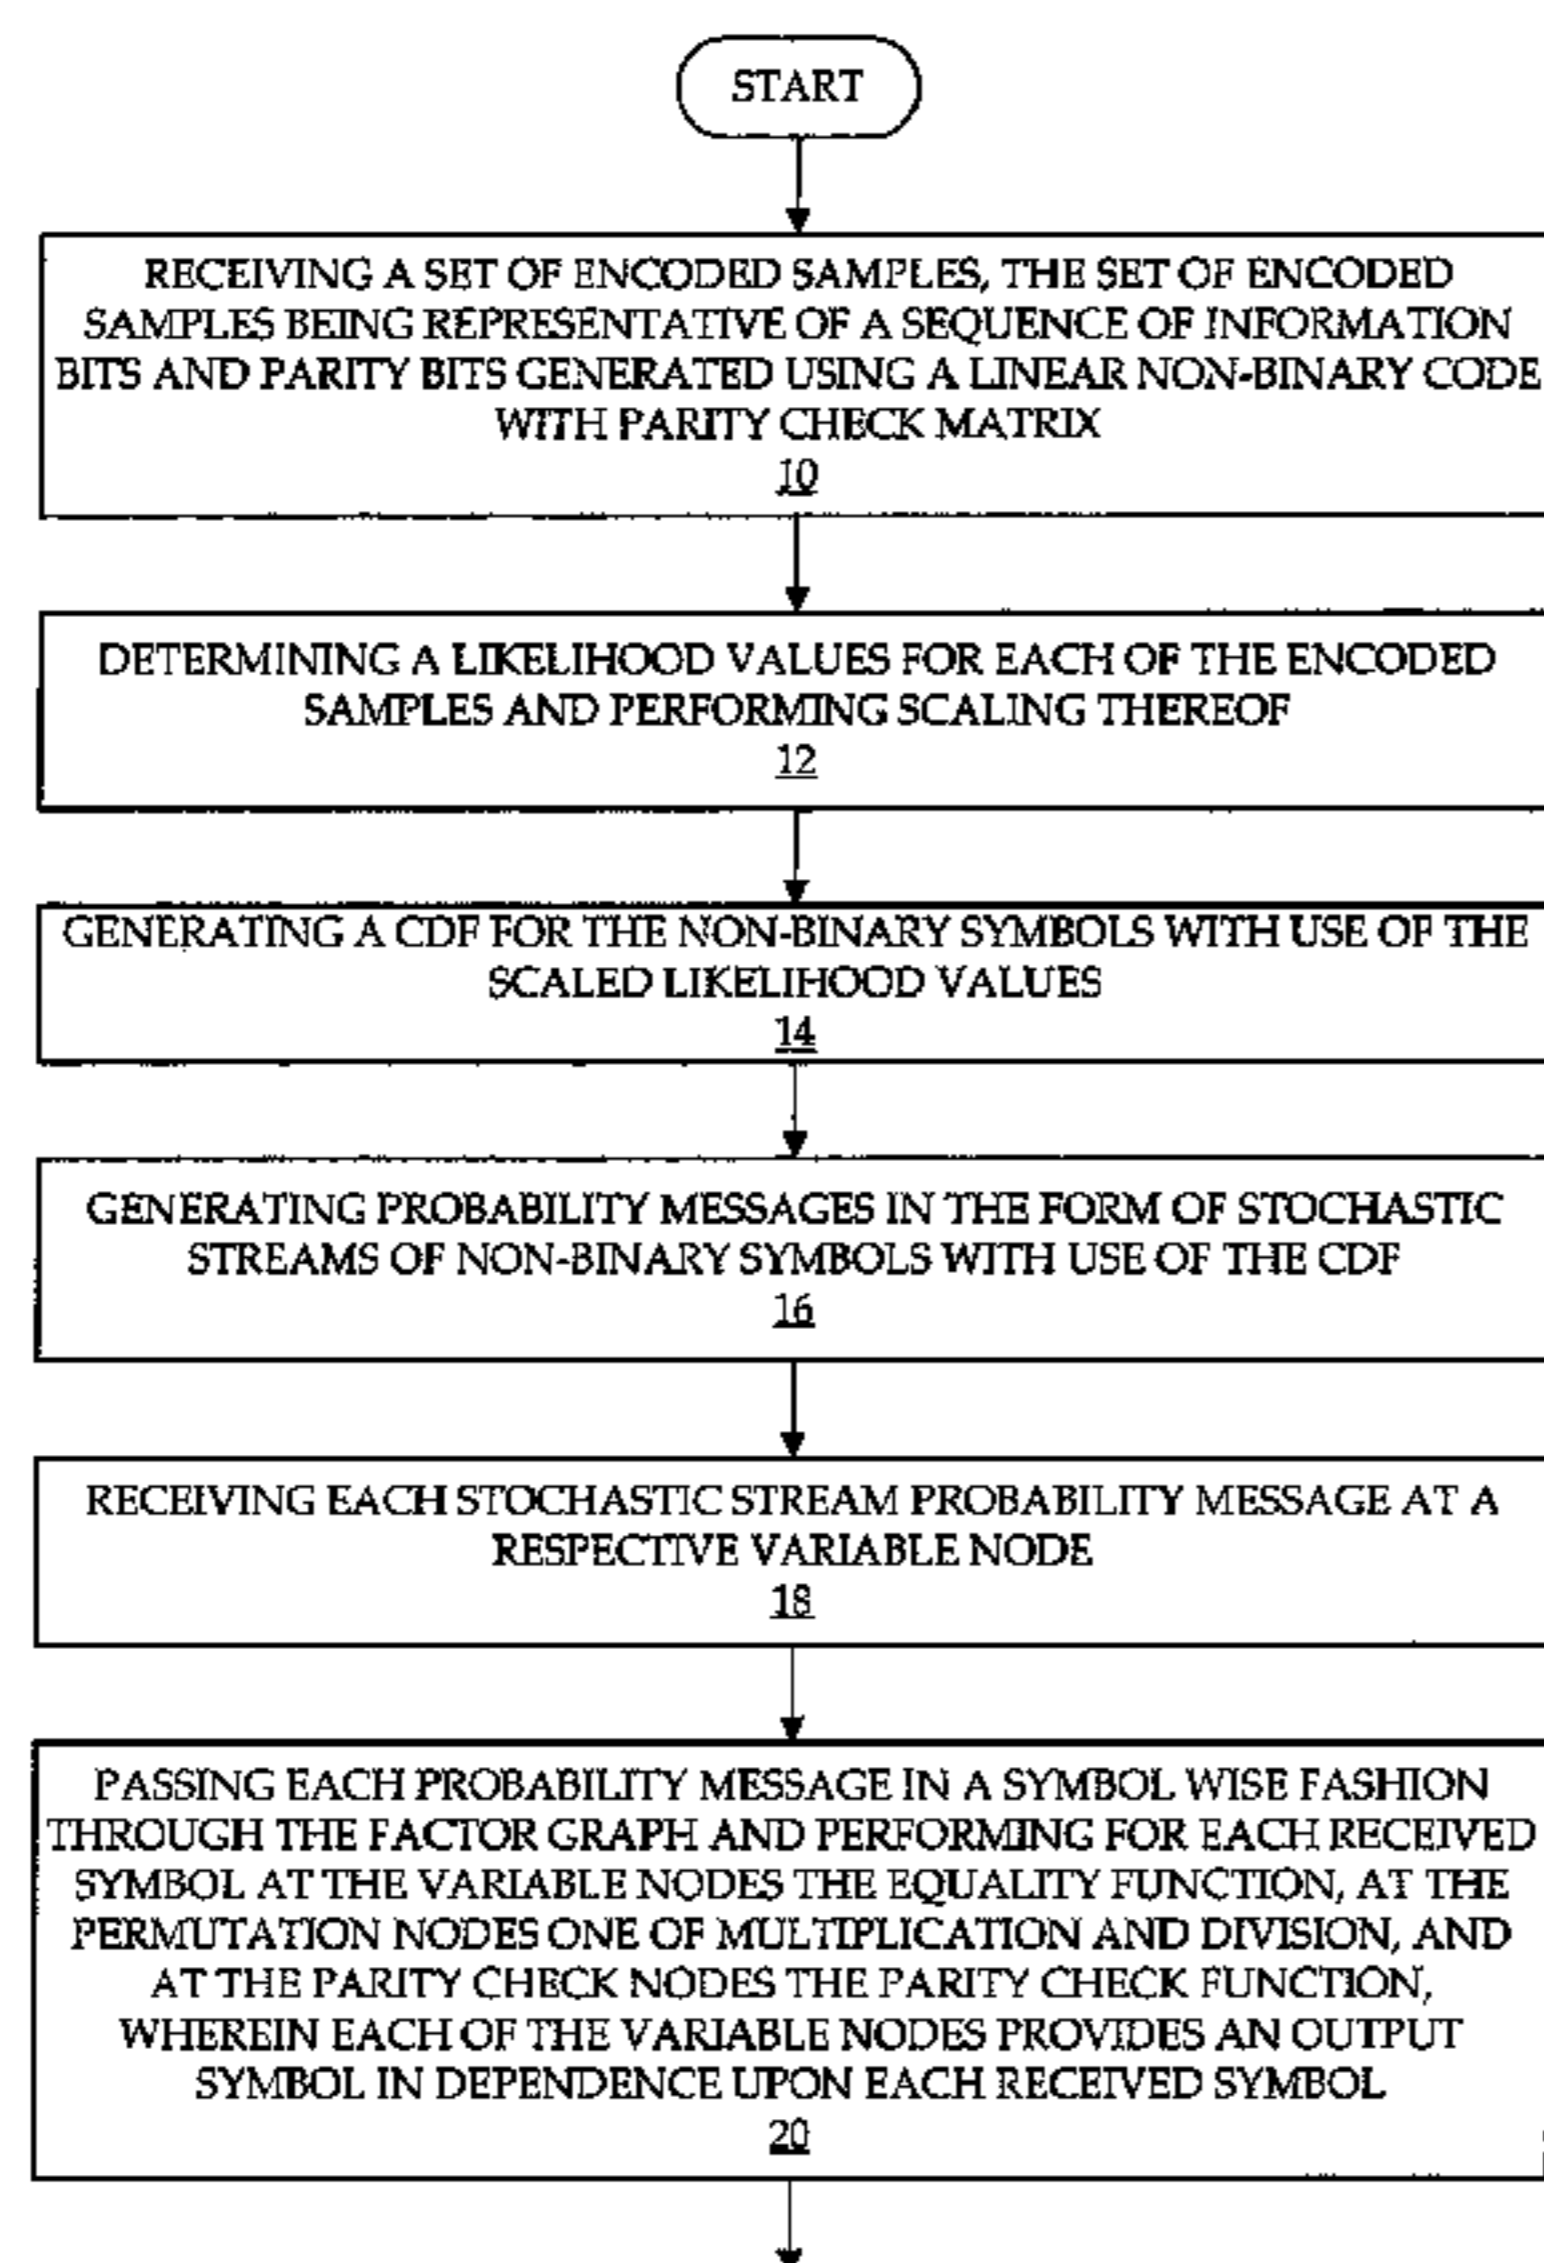 START
RECEIVING A SET OF ENCODED SAMPLES, THE SET OF ENCODED
SAMPLES BEING REPRESENTATIVE OF A SEQUENCE OF INFORMATION
BITS AND PARITY BITS GENERATED USING A LINEAR NON-BINARY CODE
WITH PARITY CHECK MATRIX
10
DETERMINING A LIKELIHOOD VALUES FOR EACH OF THE ENCODED
SAMPLES AND PERFORMING SCALING THEREOF
12
GENERATING A CDF FOR THE NON-BINARY SYMBOLS WITH USE OF THE
SCALED LIKELIHOOD VALUES
14
GENERATING PROBABILITY MESSAGES IN THE FORM OF STOCHASTIC
STREAMS OF NON-BINARY SYMBOLS WITH USE OF THE CDF
16
RECEIVING EACH STOCHASTIC STREAM PROBABILITY MESSAGE AT A
RESPECTIVE VARIABLE NODE
18
PASSING EACH PROBABILITY MESSAGE IN A SYMBOL WISE FASHION
THROUGH THE FACTOR GRAPH AND PERFORMING FOR EACH RECEIVED
SYMBOL AT THE VARIABLE NODES THE EQUALITY FUNCTION, AT THE
PERMUTATION NODES ONE OF MULTIPLICATION AND DIVISION, AND
AT THE PARITY CHECK NODES THE PARITY CHECK FUNCTION,
WHEREIN EACH OF THE VARIABLE NODES PROVIDES AN OUTPUT
SYMBOL IN DEPENDENCE UPON EACH RECEIVED SYMBOL
20